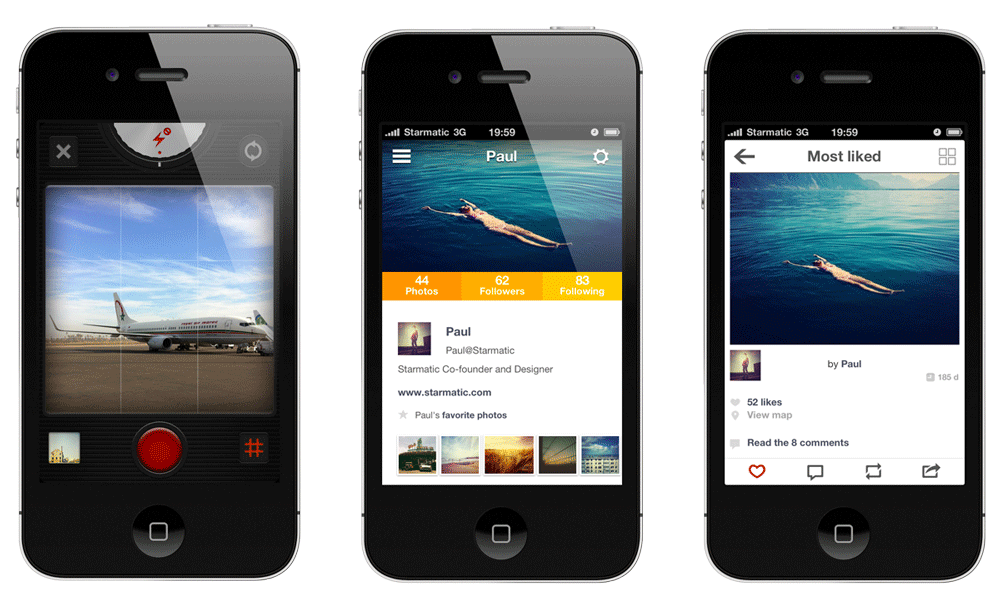 Starmatic 3G 19:59
Paul
44 62 83
Photos Followers Following
Paul
Paul@Starmatic
Starmatic Co-founder and Designer
www.starmatic.com
Paul's favorite photos
Starmatic 3G 19:59
Most liked
by Paul
185 d
52 likes
View map
Read the 8 comments